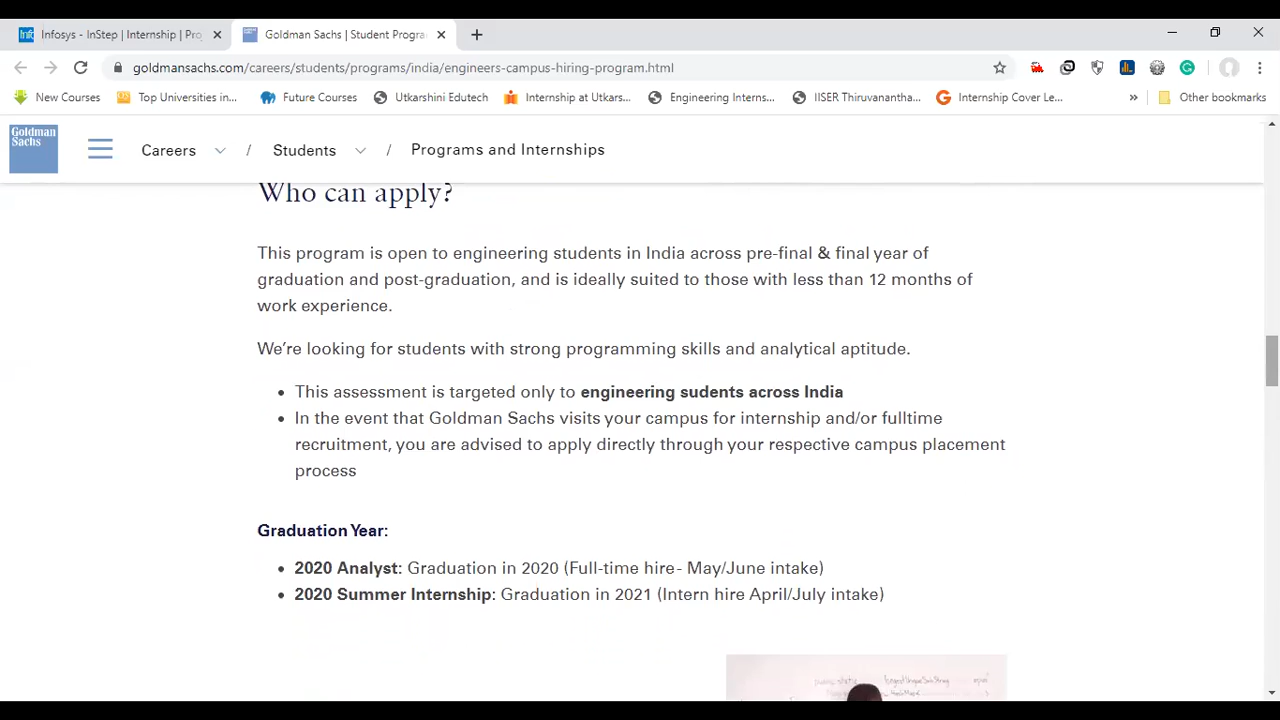 Infosys - InStep | Internship | Pro
Goldman Sachs | Student Progra
goldmansachs.com/careers/students/programs/india/engineers-campus-hiring-program.html
New Courses
Top Universities in...
Future Courses
Utkarshini Edutech
Internship at Utkars...
Engineering Interns...
IISER Thiruvanantha...
Internship Cover Le...
»
Other bookmarks
Goldman
Sachs
Careers / Students / Programs and Internships
Who can apply?
This program is open to engineering students in India across pre-final & final year of
graduation and post-graduation, and is ideally suited to those with less than 12 months of
work experience.
We're looking for students with strong programming skills and analytical aptitude.
• This assessment is targeted only to engineering sudents across India
• In the event that Goldman Sachs visits your campus for internship and/or fulltime
recruitment, you are advised to apply directly through your respective campus placement
process
Graduation Year:
• 2020 Analyst: Graduation in 2020 (Full-time hire- May/June intake)
• 2020 Summer Internship: Graduation in 2021 (Intern hire April/July intake)